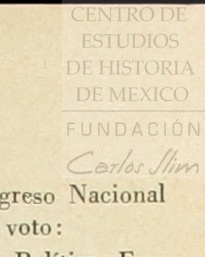 CENTRO DE
ESTUDIOS
DE HISTORIA
DE MEXICO
FUNDACIÓN
Carlos Slim
greso Nacional
voto: